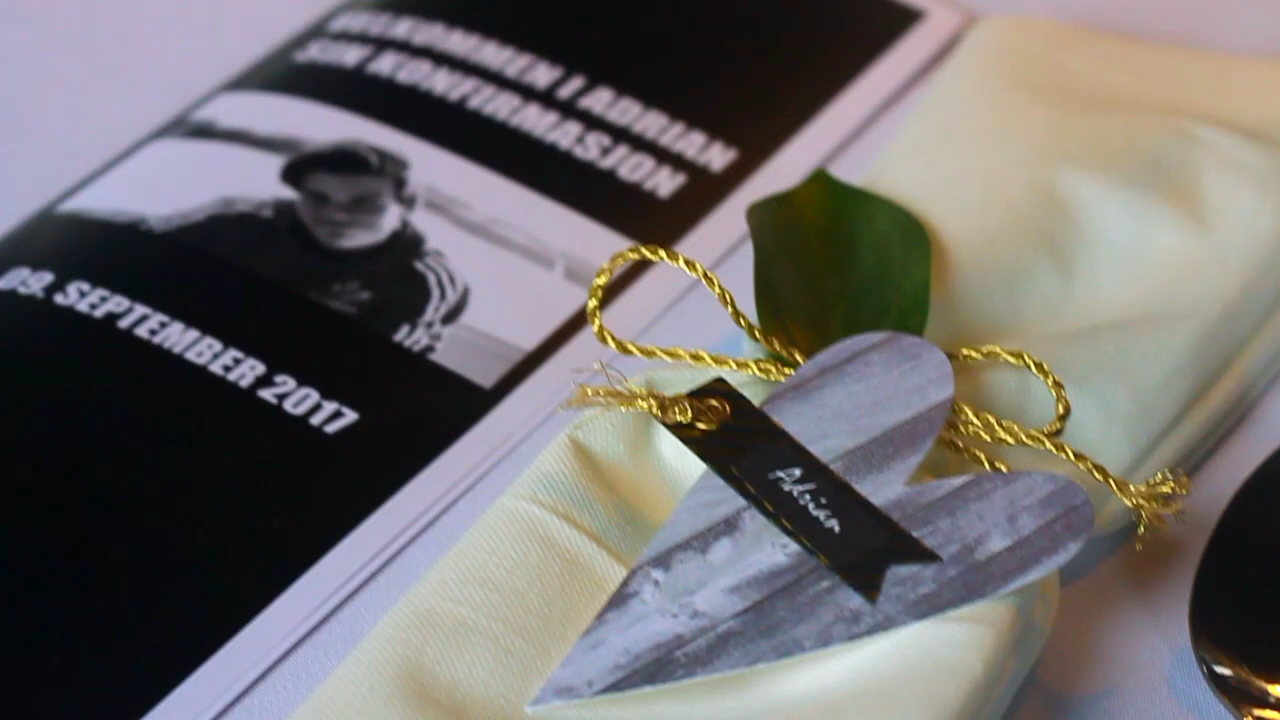 VELKOMMEN I ADRIAN
SIN KONFIRMASJON
09. SEPTEMBER 2017
Adrian